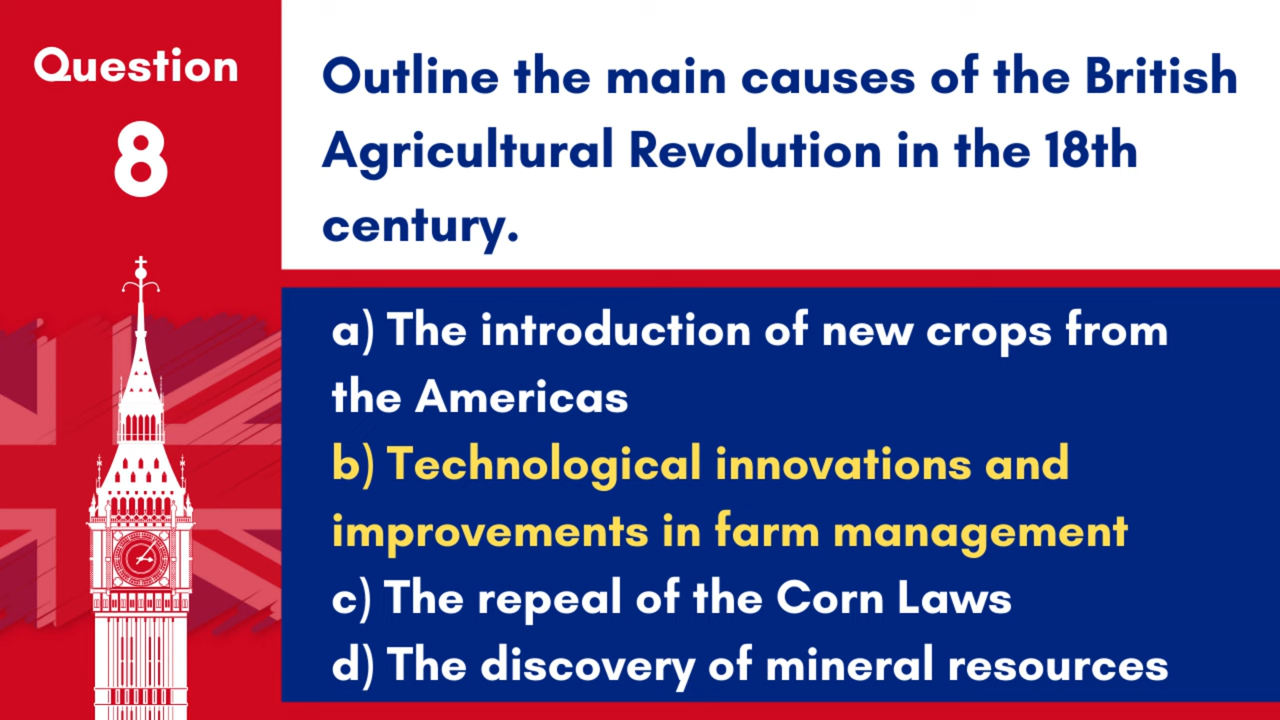 Question
8
Outline the main causes of the British
Agricultural Revolution in the 18th
century.
a) The introduction of new crops from
the Americas
b) Technological innovations and
improvements in farm management
c) The repeal of the Corn Laws
d) The discovery of mineral resources